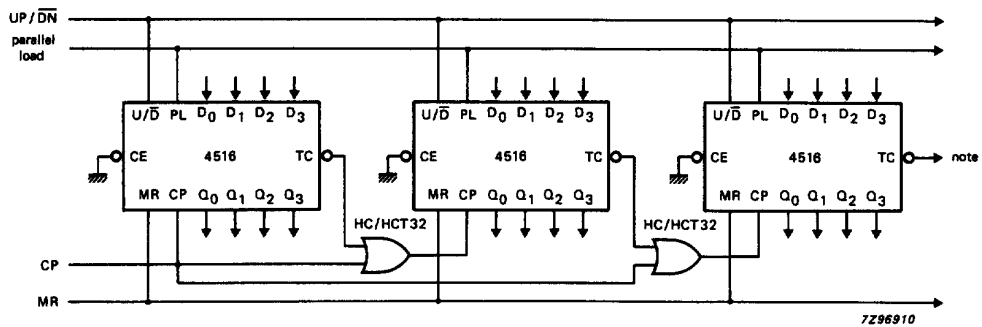 UP / DN
parallel
load
U/D PL D0 D1 D2 D3
CE 4516 TC
MR CP Q0 Q1 Q2 Q3
U/D PL D0 D1 D2 D3
CE 4516 TC
MR CP Q0 Q1 Q2 Q3
U/D PL D0 D1 D2 D3
CE 4516 TC
MR CP Q0 Q1 Q2 Q3
note
HC/HCT32
HC/HCT32
CP
MR
7Z96910